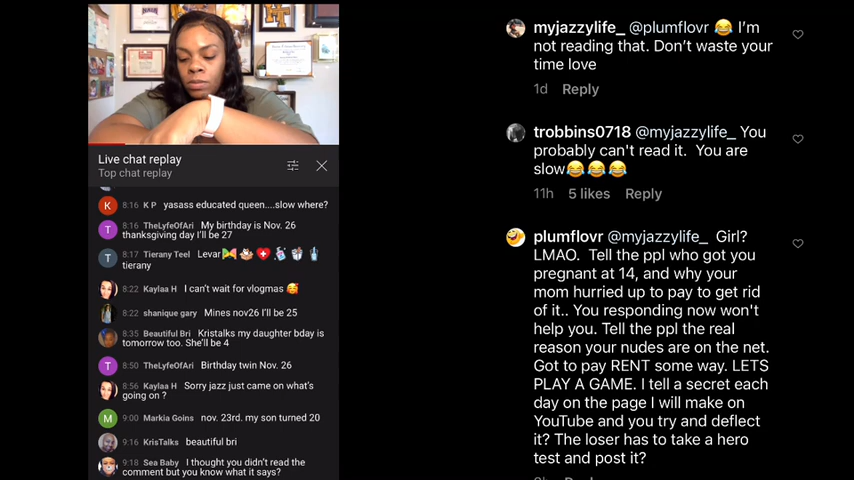 Live chat replay
Top chat replay
K
8:16 K P yasass educated queen....slow where?
T
8:16 TheLyfeOfAri My birthday is Nov. 26
thanksgiving day I'll be 27
T
8:17 Tierany Teel Levar🎏🍧❣️🧦🍿🥤
tierany
8:22 Kaylaa H I can't wait for vlogmas 🥰
8:22 shanique gary Mines nov26 I'll be 25
8:35 Beautiful Bri Kristalks my daughter bday is
tomorrow too. She'll be 4
T
8:50 TheLyfeOfAri Birthday twin Nov. 26
8:56 Kaylaa H Sorry jazz just came on what's
going on ?
M
9:00 Markia Goins nov. 23rd. my son turned 20
9:16 KrisTalks beautiful bri
9:18 Sea Baby I thought you didn't read the
comment but you know what it says?
myjazzylife_ @plumflovr 😂 I'm
not reading that. Don't waste your
time love
1d Reply
trobbins0718 @myjazzylife_ You
probably can't read it. You are
slow😂😂😂
11h 5 likes Reply
plumflovr @myjazzylife_ Girl?
LMAO. Tell the ppl who got you
pregnant at 14, and why your
mom hurried up to pay to get rid
of it.. You responding now won't
help you. Tell the ppl the real
reason your nudes are on the net.
Got to pay RENT some way. LETS
PLAY A GAME. I tell a secret each
day on the page I will make on
YouTube and you try and deflect
it? The loser has to take a hero
test and post it?